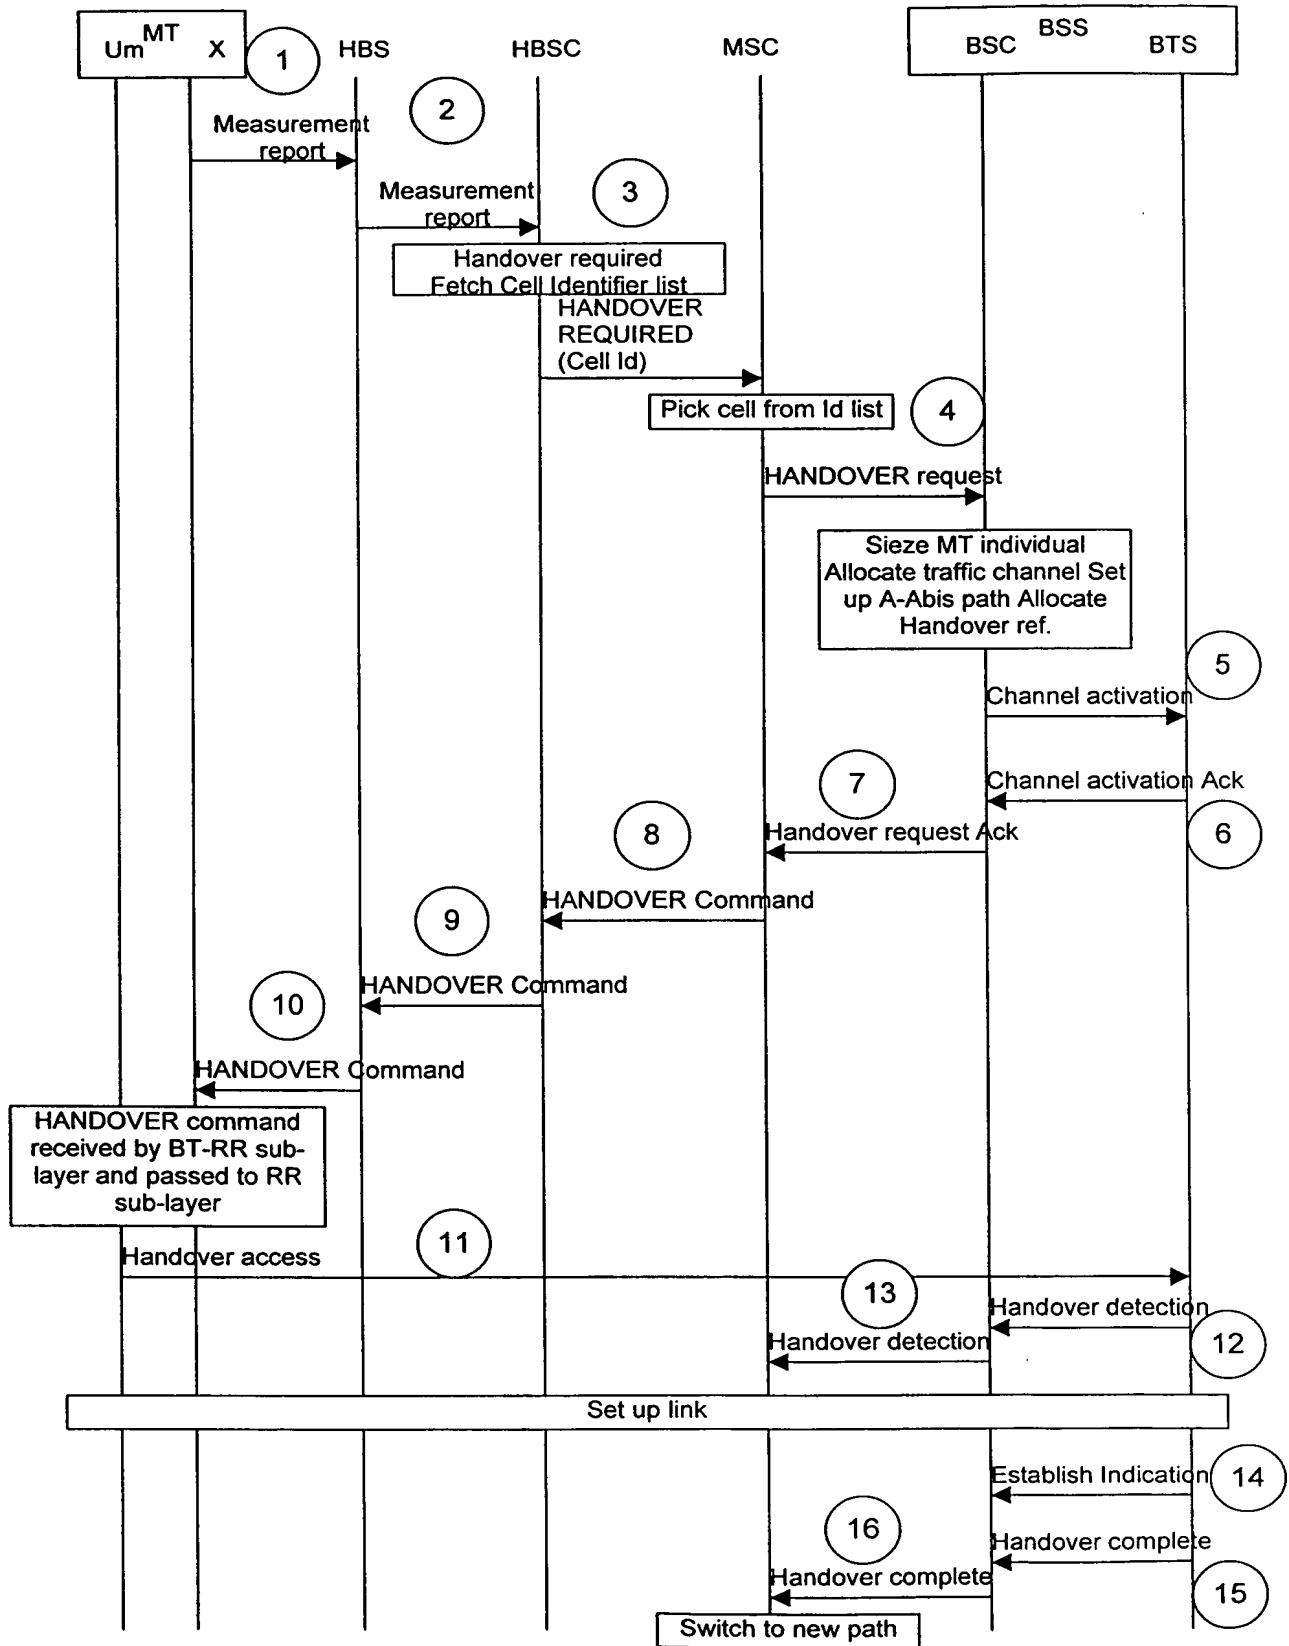 MT
Um
X
1
HBS
HBSC
MSC
BSS
BSC
BTS
2
Measurement
report
3
Measurement
report
Handover required
Fetch Cell Identifier list
HANDOVER
REQUIRED
(Cell Id)
Pick cell from Id list
4
HANDOVER request
Sieze MT individual
Allocate traffic channel Set
up A-Abis path Allocate
Handover ref.
5
Channel activation
7
Channel activation Ack
8
Handover request Ack
6
9
HANDOVER Command
10
HANDOVER Command
HANDOVER Command
HANDOVER command
received by BT-RR sub-
layer and passed to RR
sub-layer
11
Handover access
13
Handover detection
12
Handover detection
Set up link
Establish Indication
14
16
Handover complete
Handover complete
15
Switch to new path